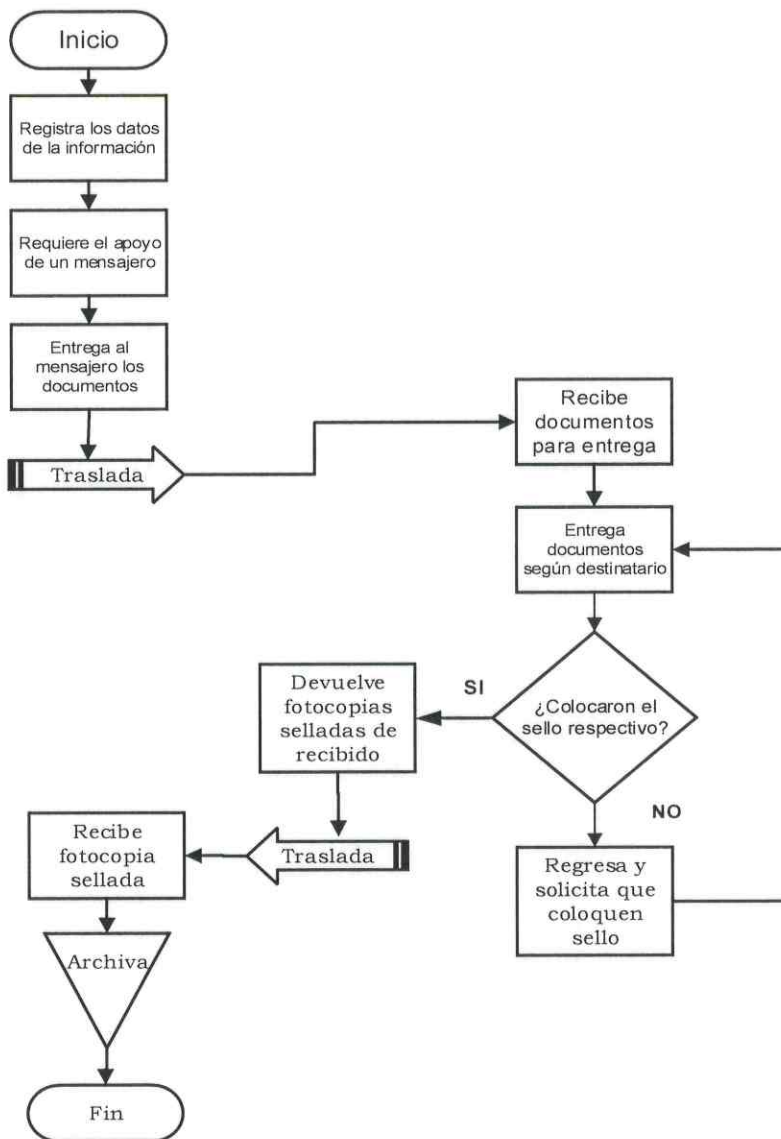 Inicio
Registra los datos
de la información
Requiere el apoyo
de un mensajero
Entrega al
mensajero los
documentos
Traslada
Recibe
documentos
para entrega
Entrega
documentos
según destinatario
¿Colocaron el
sello respectivo?
SI
NO
Devuelve
fotocopias
selladas de
recibido
Regresa y
solicita que
coloquen
sello
Traslada
Recibe
fotocopia
sellada
Archiva
Fin